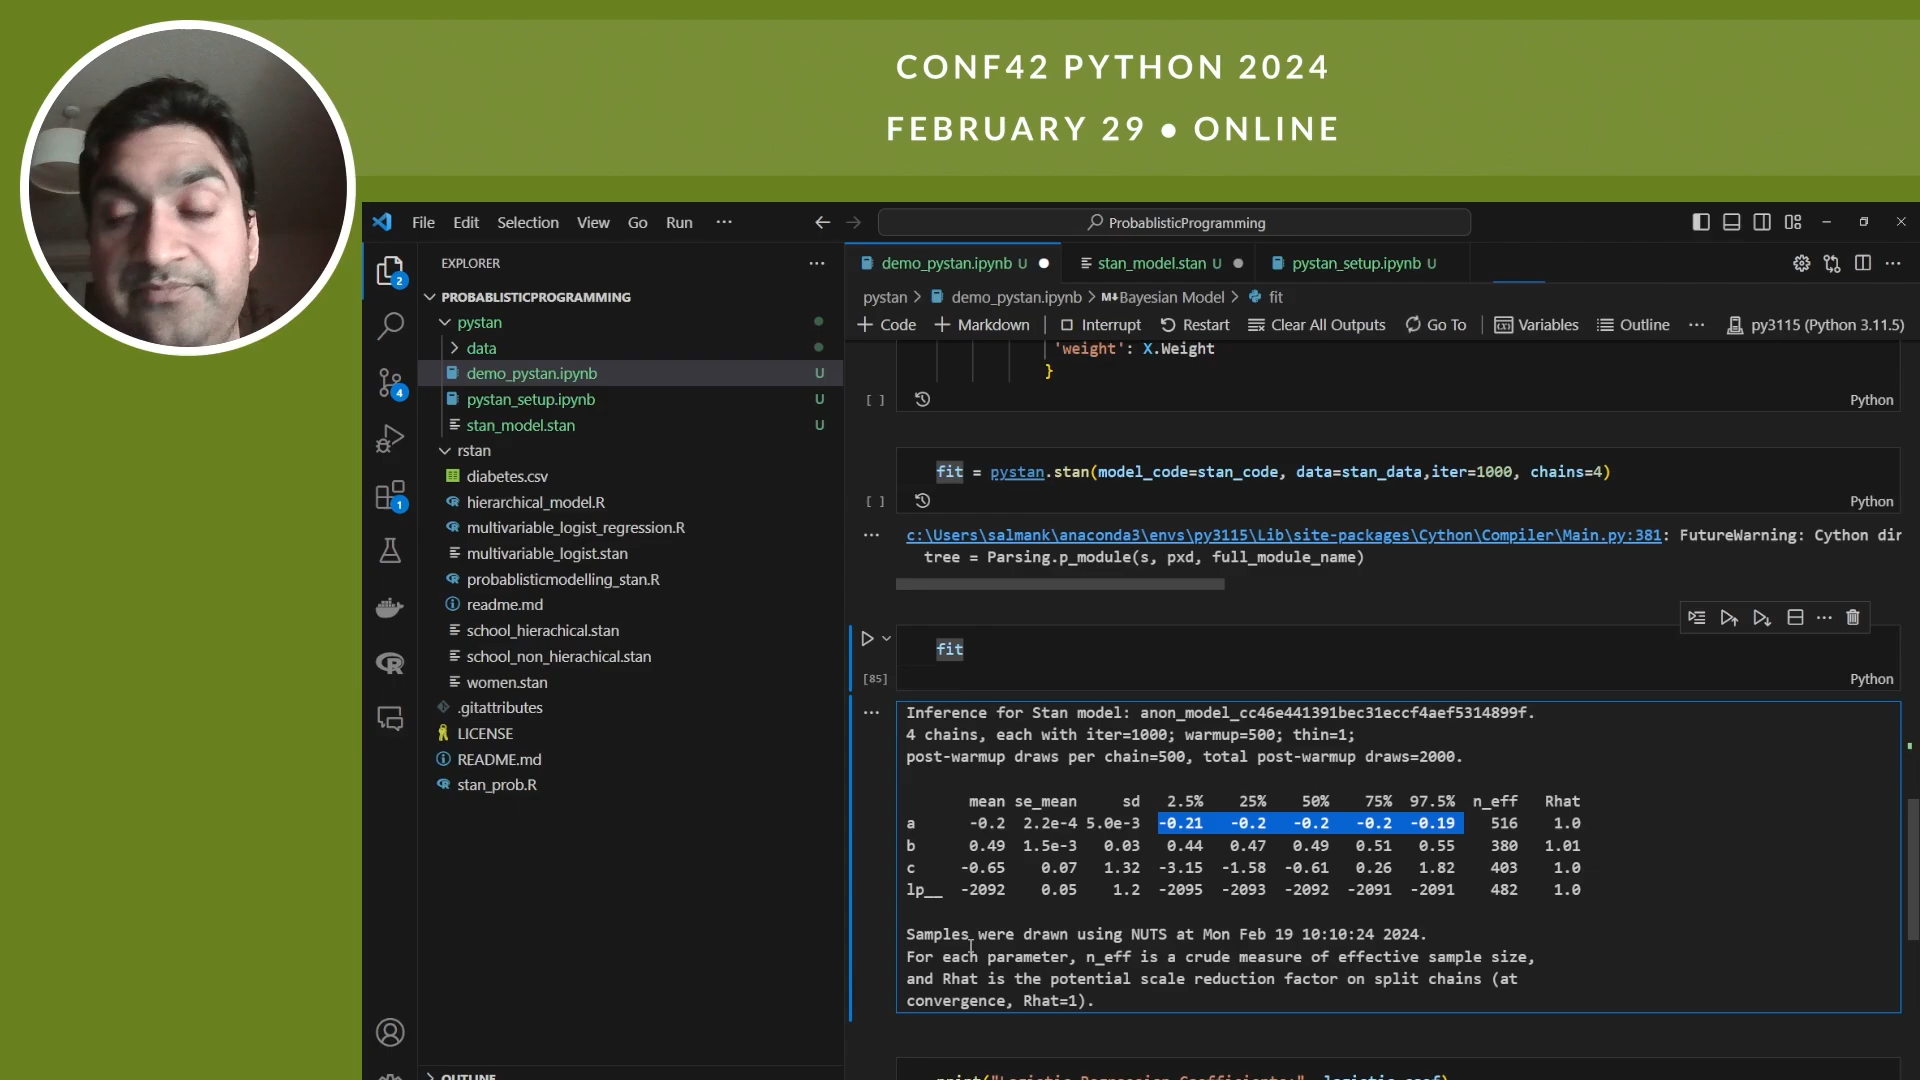 CONF42 PYTHON 2024
FEBRUARY 29 • ONLINE
File Edit Selection View Go Run ···
ProbablisticProgramming
EXPLORER
PROBABLISTICPROGRAMMING
pystan
data
demo_pystan.ipynb U
pystan_setup.ipynb U
stan_model.stan U
rstan
diabetes.csv
hierarchical_model.R
multivariable_logist_regression.R
multivariable_logist.stan
probablisticmodelling_stan.R
readme.md
school_hierachical.stan
school_non_hierachical.stan
women.stan
.gitattributes
LICENSE
README.md
stan_prob.R
OUTLINE
2
4
1
demo_pystan.ipynb U
stan_model.stan U
pystan_setup.ipynb U
pystan > demo_pystan.ipynb > M↓Bayesian Model > fit
+ Code + Markdown Interrupt Restart Clear All Outputs Go To Variables Outline ··· py3115 (Python 3.11.5)
'weight': X.Weight
}
[ ] Python
fit = pystan.stan(model_code=stan_code, data=stan_data,iter=1000, chains=4)
[ ] Python
c:\Users\salmank\anaconda3\envs\py3115\Lib\site-packages\Cython\Compiler\Main.py:381: FutureWarning: Cython dir
tree = Parsing.p_module(s, pxd, full_module_name)
fit
[85] Python
Inference for Stan model: anon_model_cc46e441391bec31eccf4aef5314899f.
4 chains, each with iter=1000; warmup=500; thin=1;
post-warmup draws per chain=500, total post-warmup draws=2000.
mean se_mean sd 2.5% 25% 50% 75% 97.5% n_eff Rhat
a -0.2 2.2e-4 5.0e-3 -0.21 -0.2 -0.2 -0.2 -0.19 516 1.0
b 0.49 1.5e-3 0.03 0.44 0.47 0.49 0.51 0.55 380 1.01
c -0.65 0.07 1.32 -3.15 -1.58 -0.61 0.26 1.82 403 1.0
lp__ -2092 0.05 1.2 -2095 -2093 -2092 -2091 -2091 482 1.0
Samples were drawn using NUTS at Mon Feb 19 10:10:24 2024.
For each parameter, n_eff is a crude measure of effective sample size,
and Rhat is the potential scale reduction factor on split chains (at
convergence, Rhat=1).
print("Logistic Regression Coefficients:", logistic.coef)